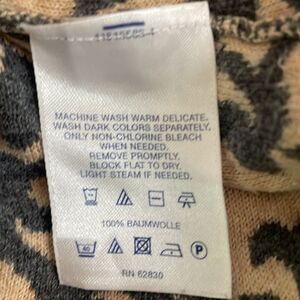 MACHINE WASH WARM DELICATE.
WASH DARK COLORS SEPARATELY.
ONLY NON-CHLORINE BLEACH
WHEN NEEDED.
REMOVE PROMPTLY.
BLOCK FLAT TO DRY.
LIGHT STEAM IF NEEDED.
100% BAUMWOLLE
40 P
RN 62830